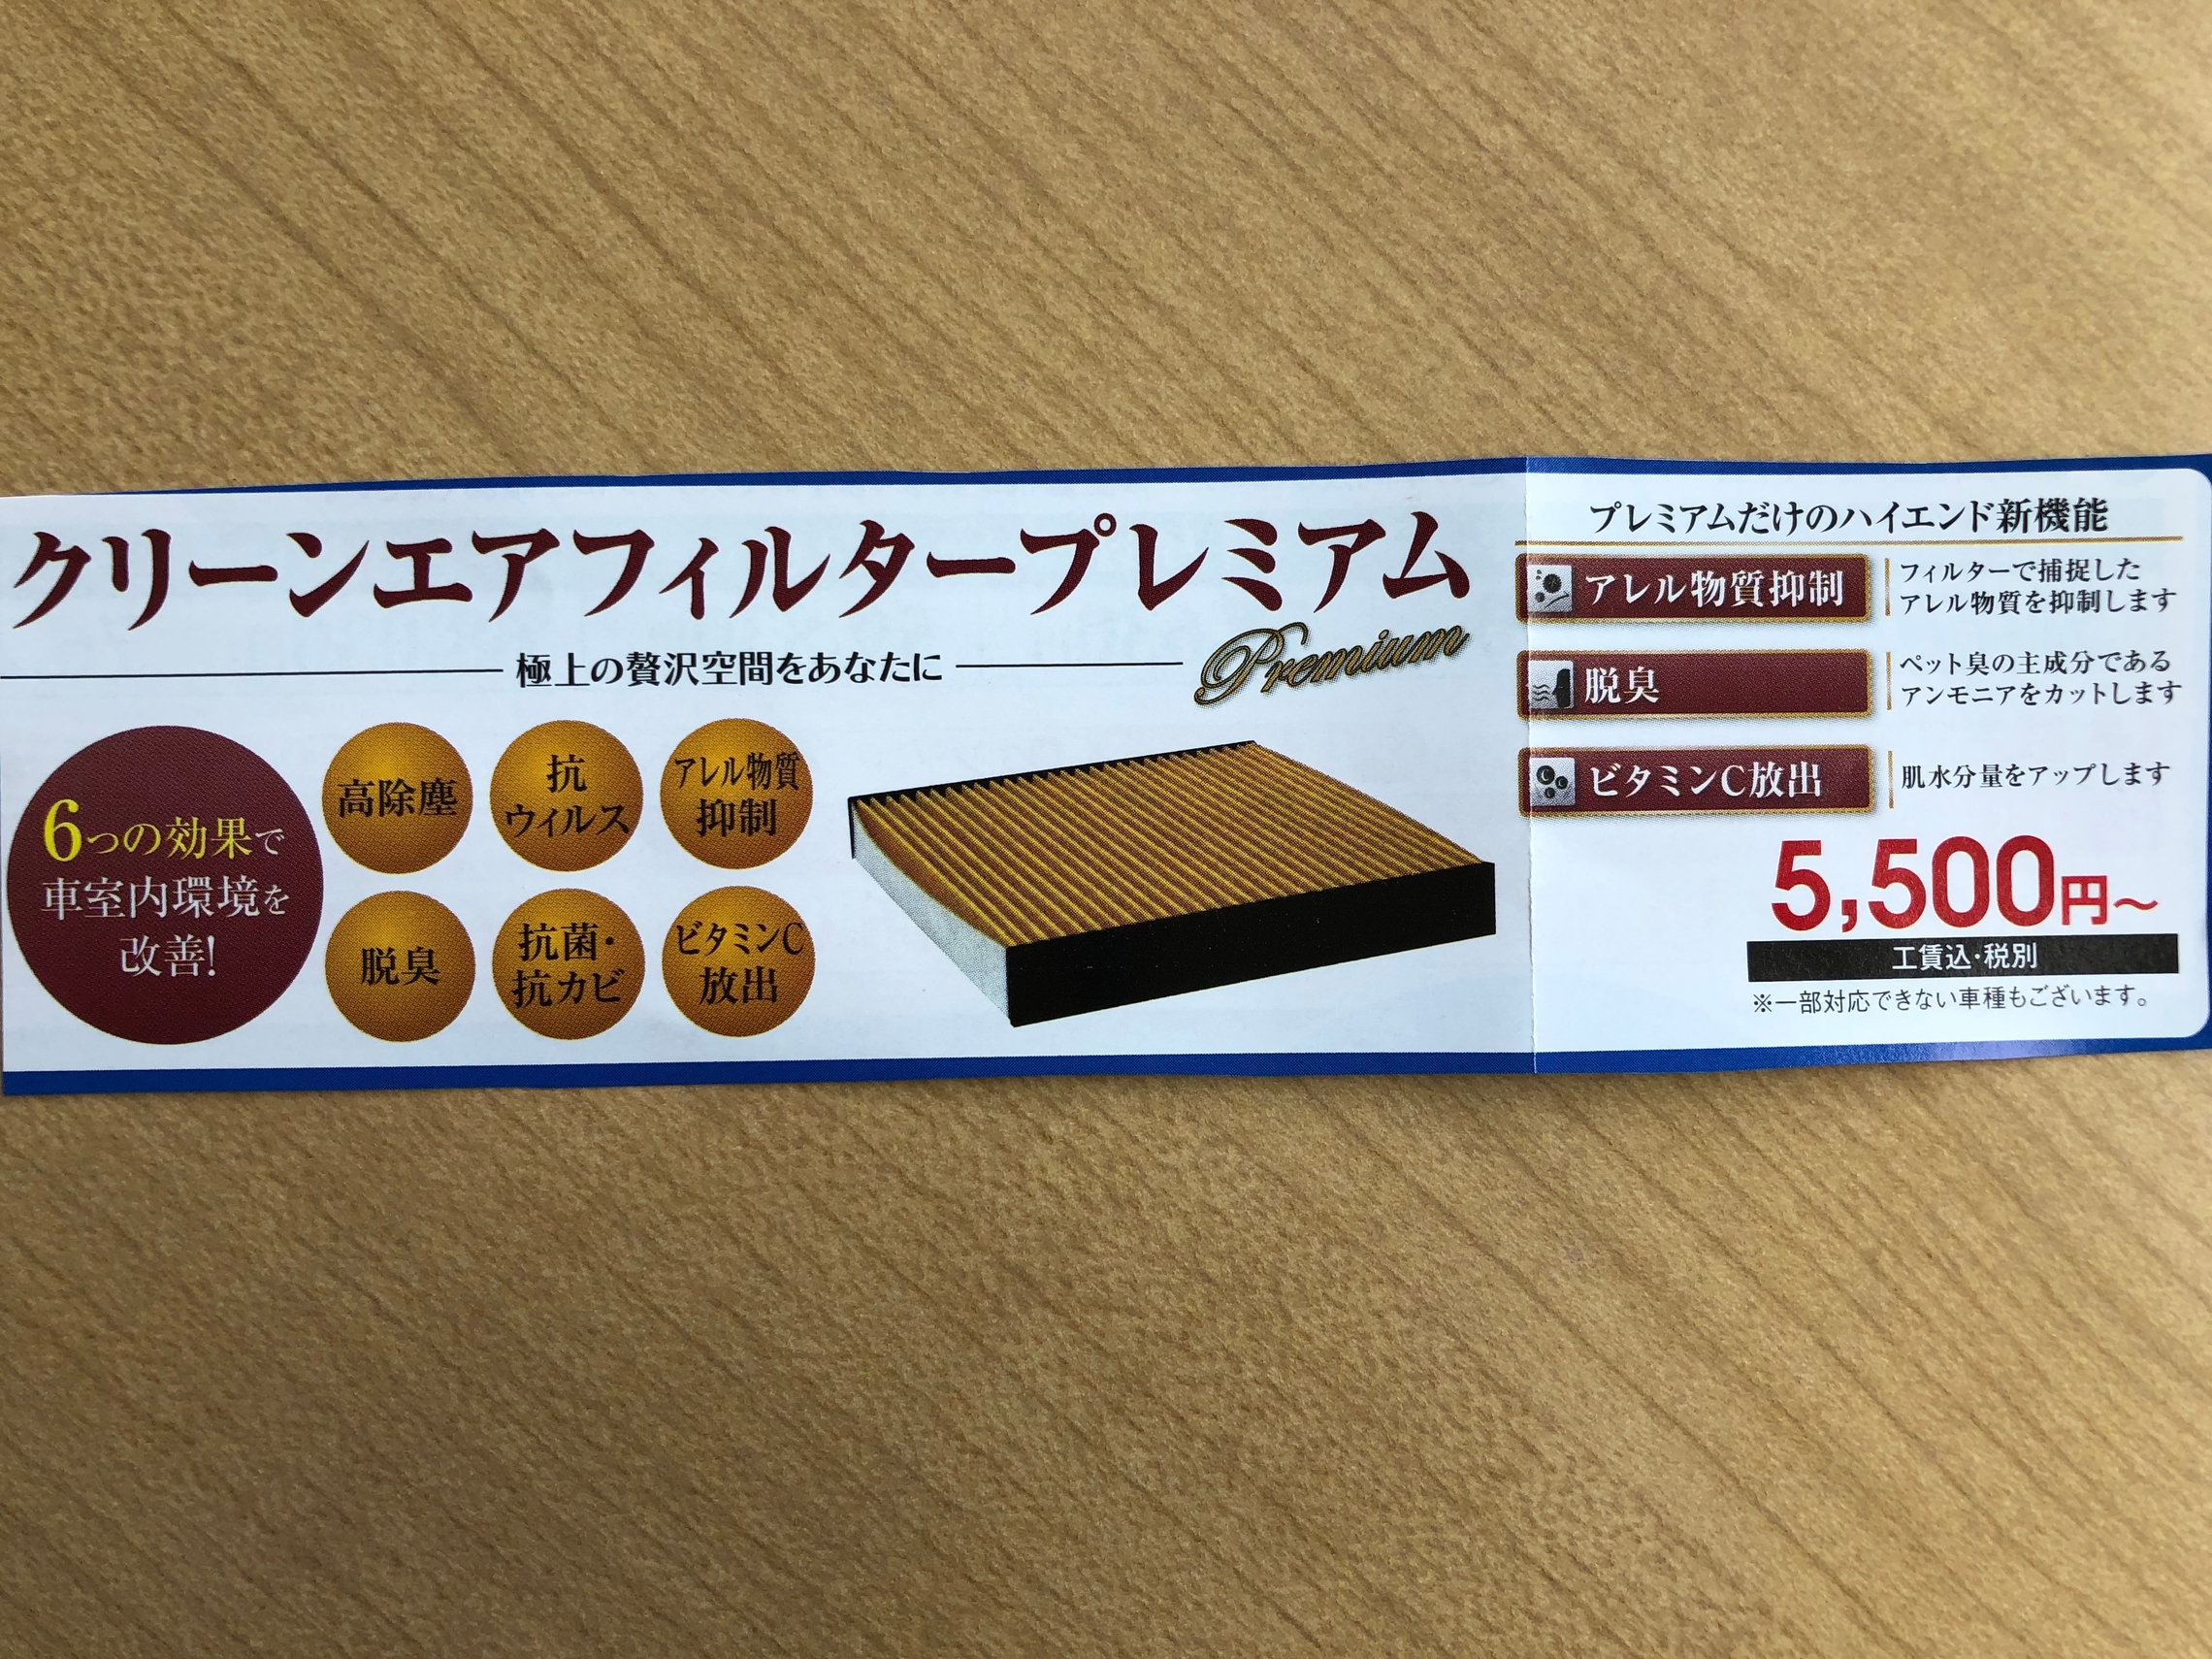 クリーンエアフィルタープレミアム
極上の贅沢空間をあなたに
Premium
6つの効果で
車室内環境を
改善!
高除塵
抗
ウィルス
アレル物質
抑制
脱臭
抗菌・
抗カビ
ビタミンC
放出
プレミアムだけのハイエンド新機能
アレル物質抑制
フィルターで捕捉した
アレル物質を抑制します
脱臭
ペット臭の主成分である
アンモニアをカットします
ビタミンC放出
肌水分量をアップします
5,500円～
工賃込・税別
※一部対応できない車種もございます。